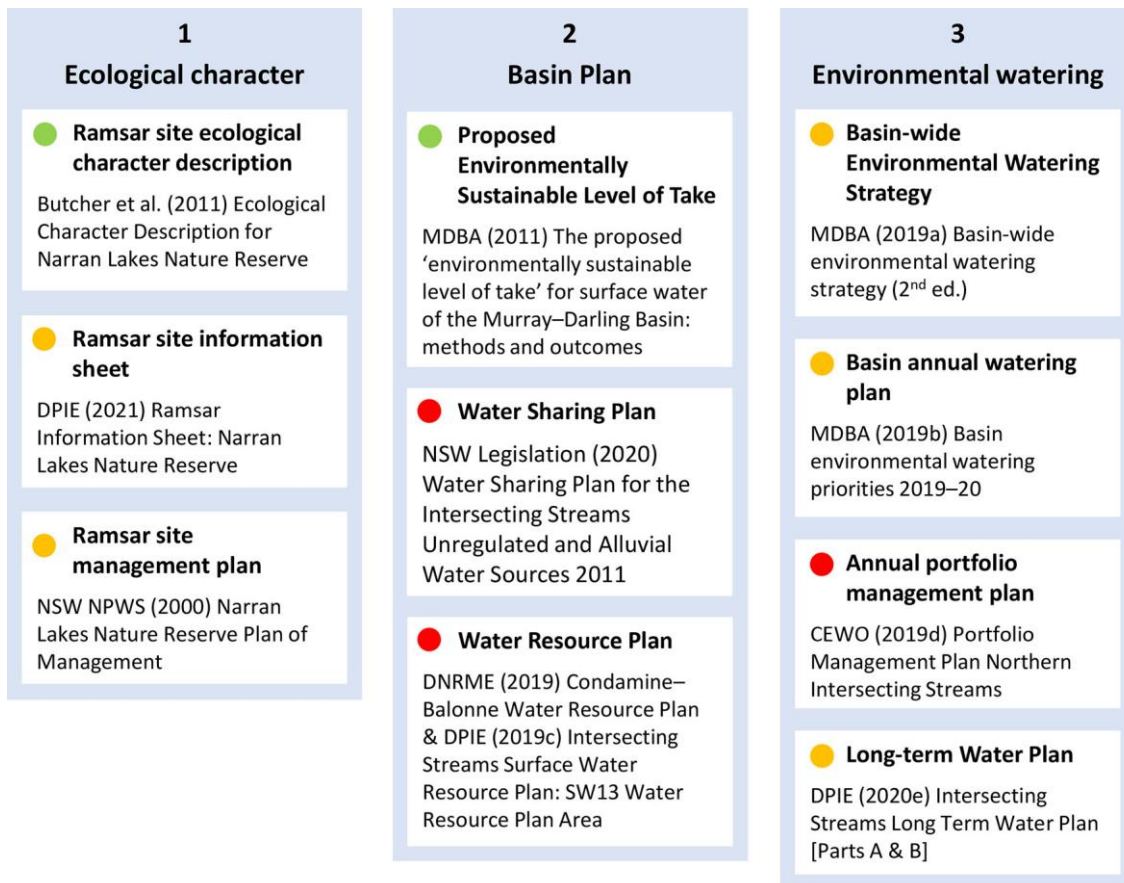 1
Ecological character
Ramsar site ecological
character description
Butcher et al. (2011) Ecological
Character Description for
Narran Lakes Nature Reserve
Ramsar site information
sheet
DPIE (2021) Ramsar
Information Sheet: Narran
Lakes Nature Reserve
Ramsar site
management plan
NSW NPWS (2000) Narran
Lakes Nature Reserve Plan of
Management
2
Basin Plan
Proposed
Environmentally
Sustainable Level of Take
MDBA (2011) The proposed
‘environmentally sustainable
level of take’ for surface water
of the Murray–Darling Basin:
methods and outcomes
Water Sharing Plan
NSW Legislation (2020)
Water Sharing Plan for the
Intersecting Streams
Unregulated and Alluvial
Water Sources 2011
Water Resource Plan
DNRME (2019) Condamine–
Balonne Water Resource Plan
& DPIE (2019c) Intersecting
Streams Surface Water
Resource Plan: SW13 Water
Resource Plan Area
3
Environmental watering
Basin-wide
Environmental Watering
Strategy
MDBA (2019a) Basin-wide
environmental watering
strategy (2nd ed.)
Basin annual watering
plan
MDBA (2019b) Basin
environmental watering
priorities 2019–20
Annual portfolio
management plan
CEWO (2019d) Portfolio
Management Plan Northern
Intersecting Streams
Long-term Water Plan
DPIE (2020e) Intersecting
Streams Long Term Water Plan
[Parts A & B]